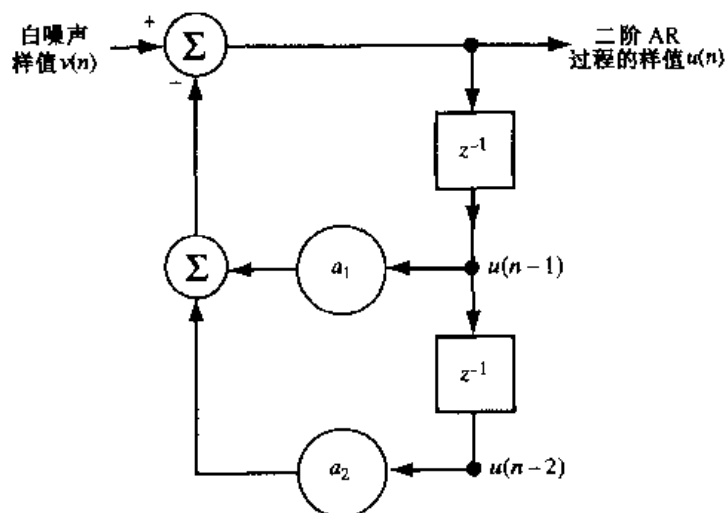 白噪声
样值v(n)
+
Σ
−
二阶 AR
过程的样值u(n)
z⁻¹
Σ
a₁
u(n−1)
z⁻¹
a₂
u(n−2)